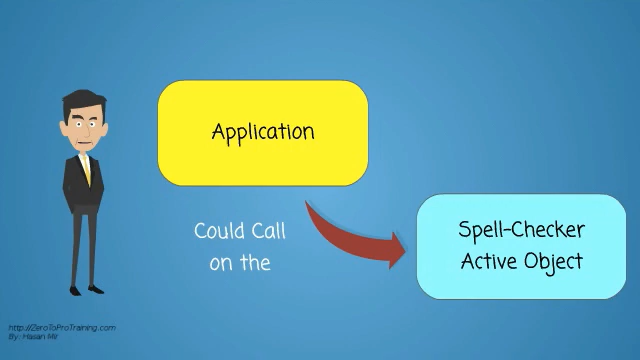 Application
Could Call
on the
Spell-Checker
Active Object
http://ZeroToProTraining.com
By: Hasan Mir